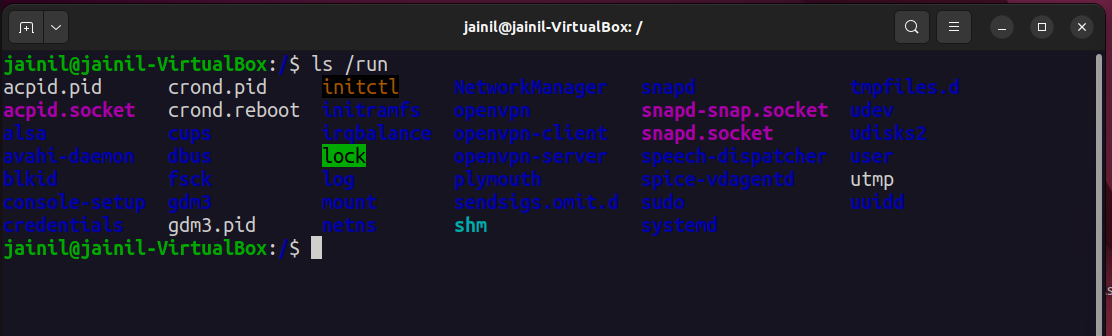 jainil@jainil-VirtualBox: /
jainil@jainil-VirtualBox:/$ ls /run
acpid.pid crond.pid initctl NetworkManager snapd tmpfiles.d
acpid.socket crond.reboot initramfs openvpn snapd-snap.socket udev
alsa cups irqbalance openvpn-client snapd.socket udisks2
avahi-daemon dbus lock openvpn-server speech-dispatcher user
blkid fsck log plymouth spice-vdagentd utmp
console-setup gdm3 mount sendsigs.omit.d sudo uuidd
credentials gdm3.pid netns shm systemd
jainil@jainil-VirtualBox:/$